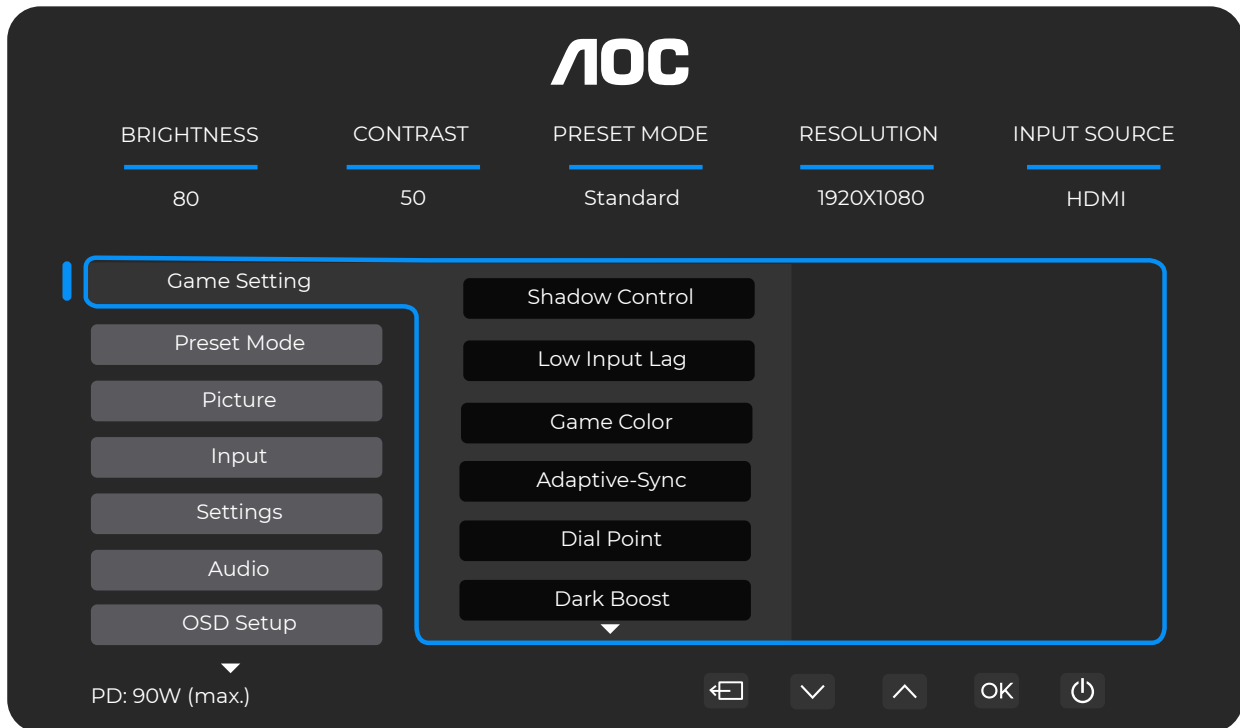 AOC
BRIGHTNESS CONTRAST PRESET MODE RESOLUTION INPUT SOURCE
80 50 Standard 1920X1080 HDMI
Game Setting
Preset Mode
Picture
Input
Settings
Audio
OSD Setup
Shadow Control
Low Input Lag
Game Color
Adaptive-Sync
Dial Point
Dark Boost
PD: 90W (max.)
OK